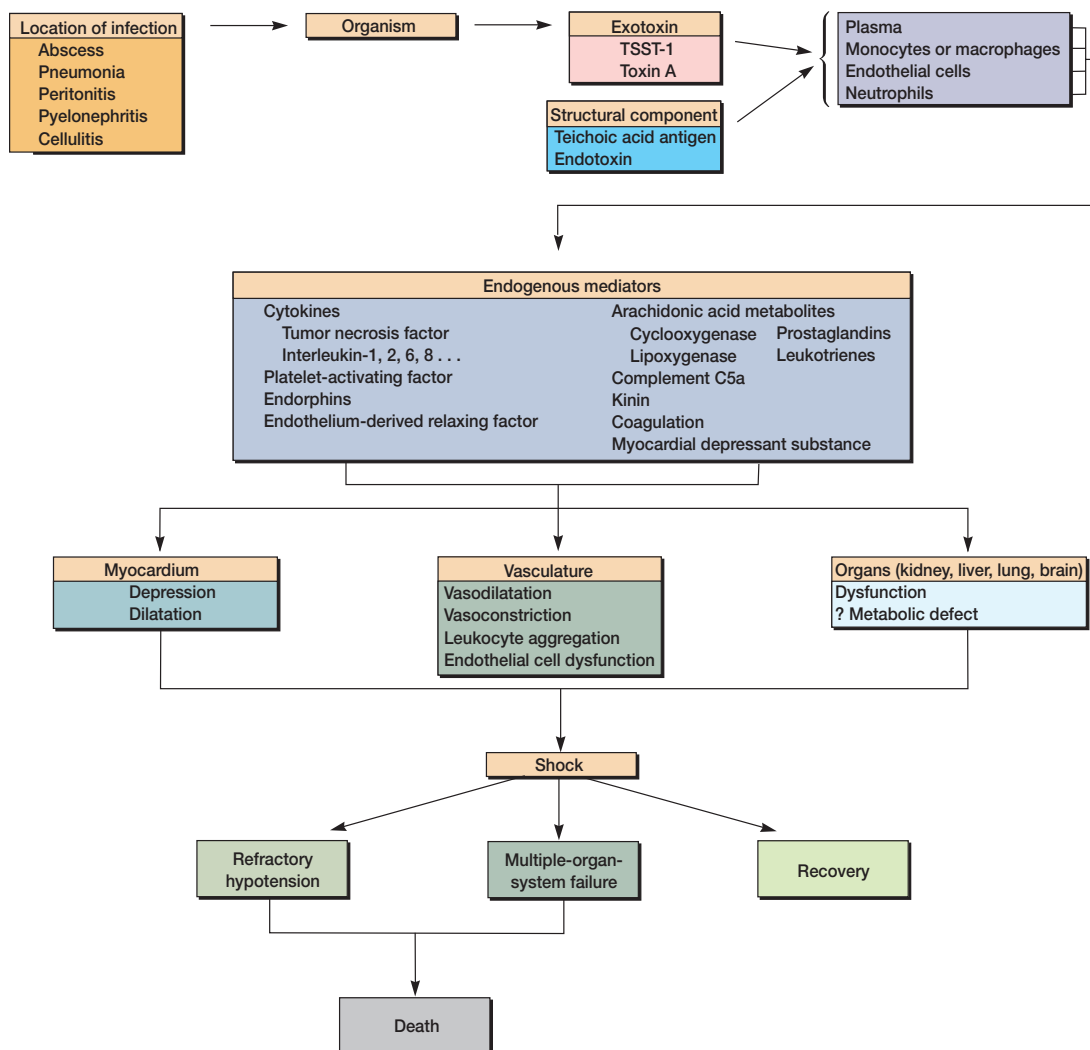 Location of infection
Abscess
Pneumonia
Peritonitis
Pyelonephritis
Cellulitis
Organism
Exotoxin
TSST-1
Toxin A
Structural component
Teichoic acid antigen
Endotoxin
Plasma
Monocytes or macrophages
Endothelial cells
Neutrophils
Endogenous mediators
Cytokines
Tumor necrosis factor
Interleukin-1, 2, 6, 8 . . .
Platelet-activating factor
Endorphins
Endothelium-derived relaxing factor
Arachidonic acid metabolites
Cyclooxygenase Prostaglandins
Lipoxygenase Leukotrienes
Complement C5a
Kinin
Coagulation
Myocardial depressant substance
Myocardium
Depression
Dilatation
Vasculature
Vasodilatation
Vasoconstriction
Leukocyte aggregation
Endothelial cell dysfunction
Organs (kidney, liver, lung, brain)
Dysfunction
? Metabolic defect
Shock
Refractory
hypotension
Multiple-organ-
system failure
Recovery
Death